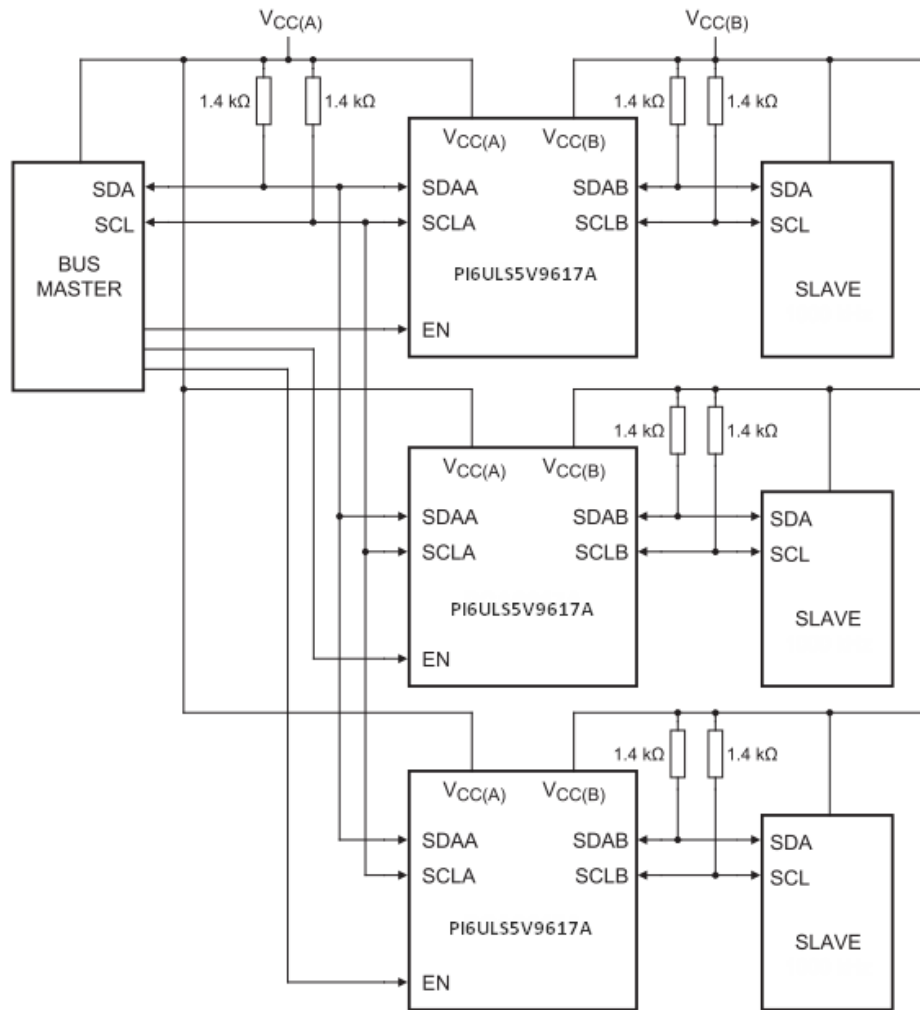 VCC(A)
VCC(B)
1.4 kΩ
1.4 kΩ
1.4 kΩ
1.4 kΩ
VCC(A)
VCC(B)
SDA
SDAA
SDAB
SDA
SCL
SCLA
SCLB
SCL
BUS
MASTER
PI6ULS5V9617A
SLAVE
EN
1.4 kΩ
1.4 kΩ
VCC(A)
VCC(B)
SDAA
SDAB
SDA
SCLA
SCLB
SCL
PI6ULS5V9617A
SLAVE
EN
1.4 kΩ
1.4 kΩ
VCC(A)
VCC(B)
SDAA
SDAB
SDA
SCLA
SCLB
SCL
PI6ULS5V9617A
SLAVE
EN